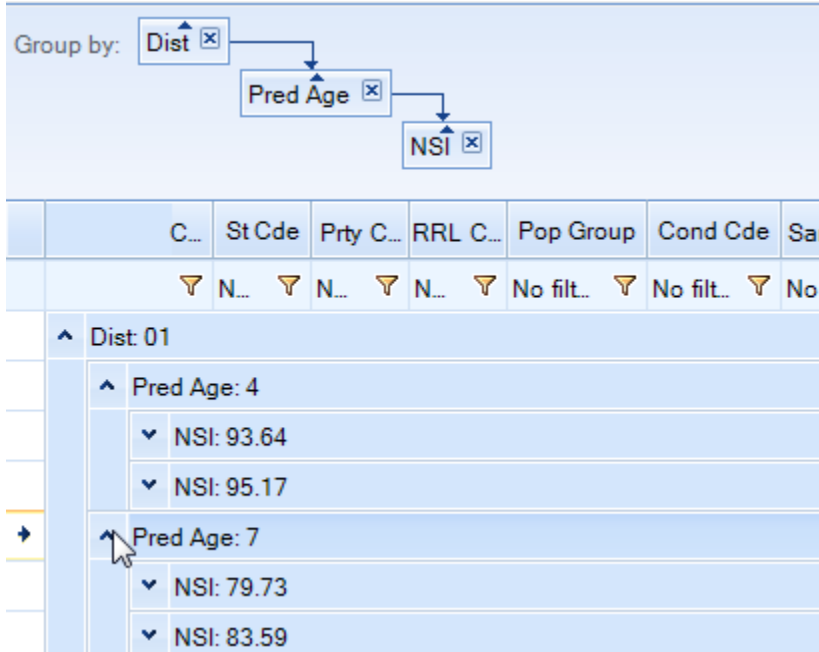 Group by: Dist
Pred Age
NSI
C... St Cde Prty C... RRL C... Pop Group Cond Cde Sa
N... N... N... No filt... No filt... No
Dist: 01
Pred Age: 4
NSI: 93.64
NSI: 95.17
Pred Age: 7
NSI: 79.73
NSI: 83.59